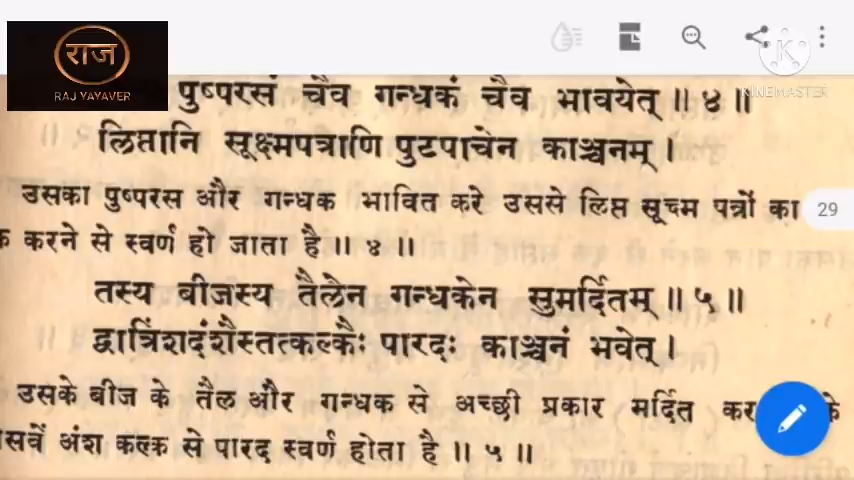 राज
RAJ YAYAVER
KINEMASTER
पुष्परसं चैव गन्धकं चैव भावयेत् ॥ ४ ॥
लिप्तानि सूक्ष्मपत्राणि पुटपाचेन काञ्चनम् ।
उसका पुष्परस और गन्धक भावित करे उससे लिप्त सूक्ष्म पत्रों का
29
करने से स्वर्ण हो जाता है ॥ ४ ॥
तस्य बीजस्य तैलेन गन्धकेन सुमर्दितम् ॥ ५ ॥
द्वात्रिंशदंशैस्तत्कल्कैः पारदः काञ्चनं भवेत् ।
उसके बीज के तैल और गन्धक से अच्छी प्रकार मर्दित कर के
सवें अंश कल्क से पारद स्वर्ण होता है ॥ ५ ॥